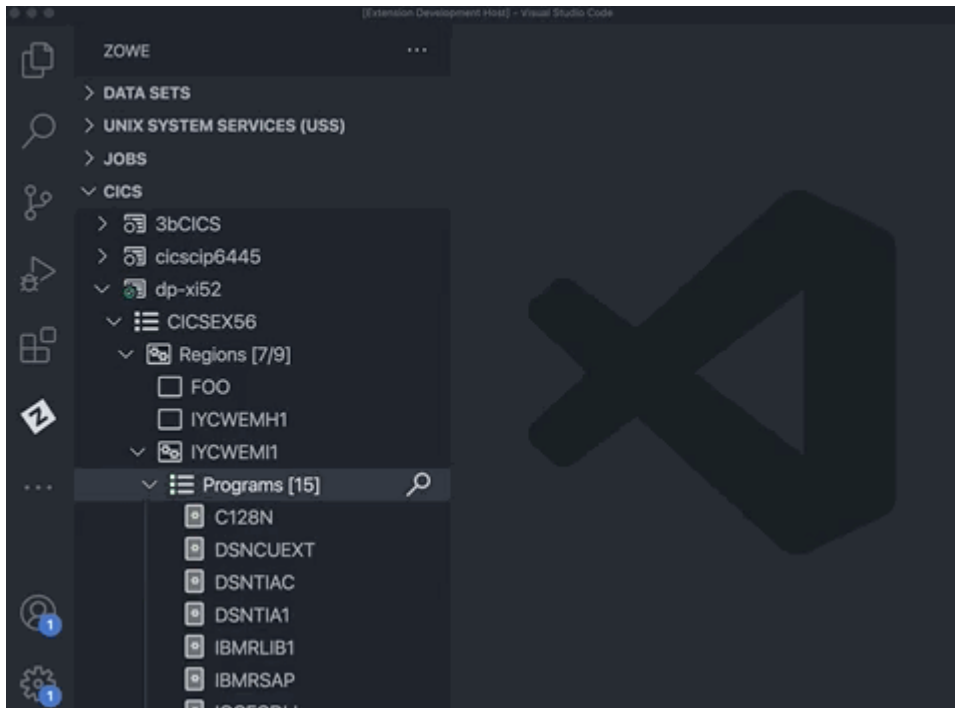 [Extension Development Host] - Visual Studio Code
ZOWE
DATA SETS
UNIX SYSTEM SERVICES (USS)
JOBS
CICS
3bCICS
cicscip6445
dp-xi52
CICSEX56
Regions [7/9]
FOO
IYCWEMH1
IYCWEMI1
Programs [15]
C128N
DSNCUEXT
DSNTIAC
DSNTIA1
IBMRLIB1
1
IBMRSAP
1